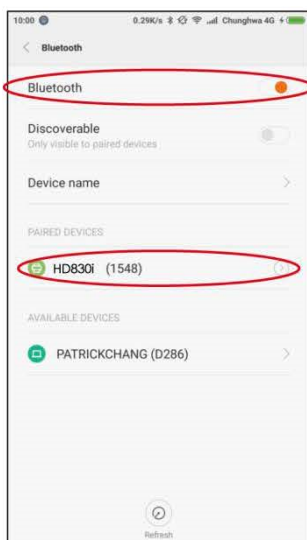 10:00 0.29K/s Chunghwa 4G
Bluetooth
Bluetooth
Discoverable
Only visible to paired devices
Device name
PAIRED DEVICES
HD830i (1548)
AVAILABLE DEVICES
PATRICKCHANG (D286)
Refresh